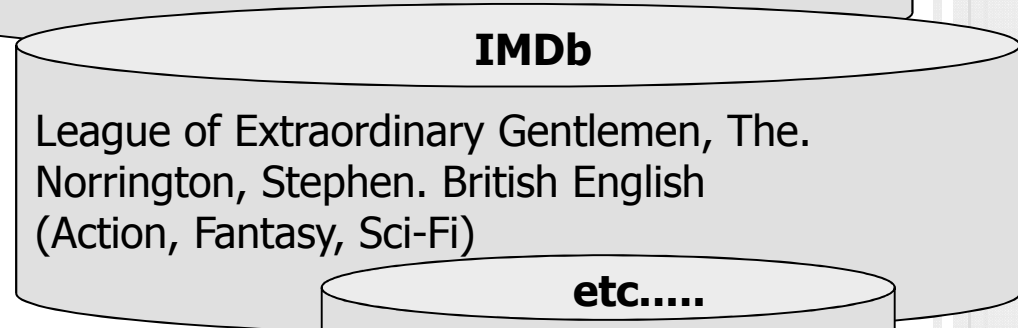 IMDb
League of Extraordinary Gentlemen, The.
Norrington, Stephen. British English
(Action, Fantasy, Sci-Fi)
etc.....